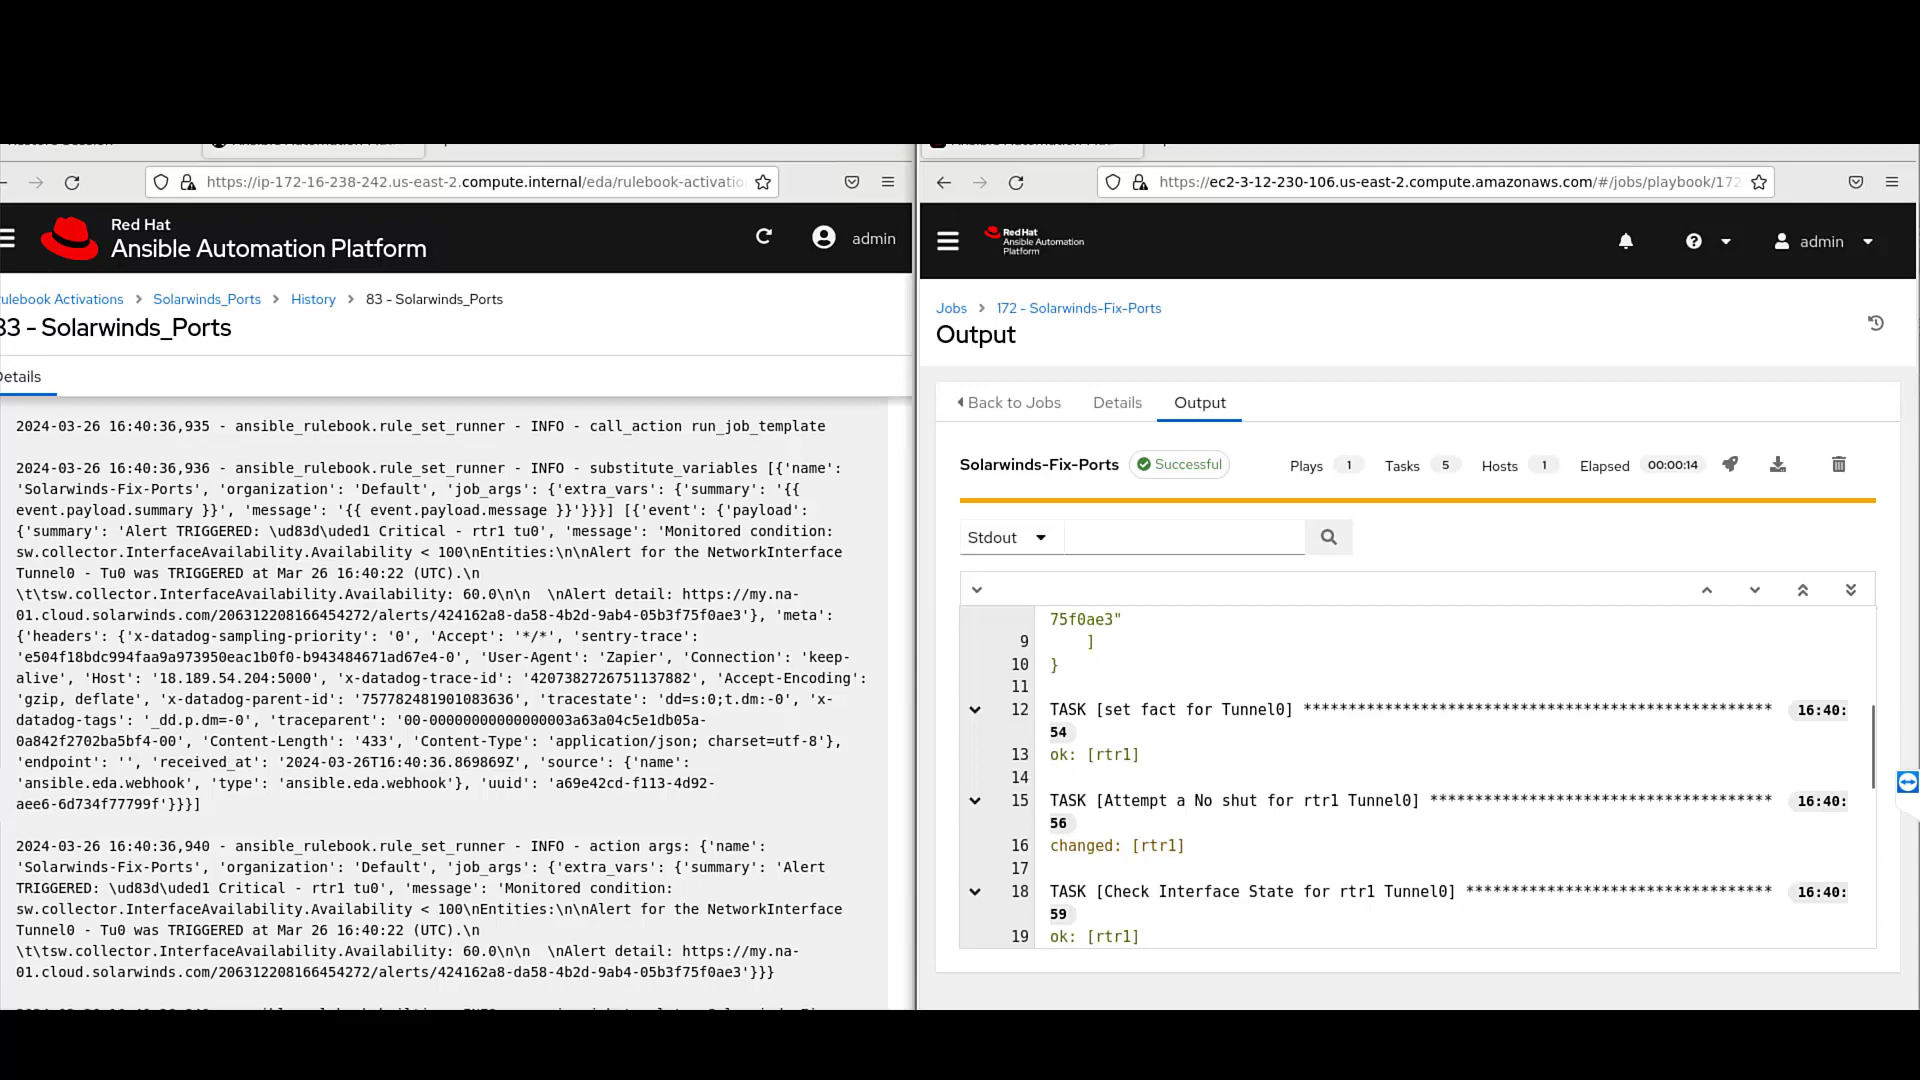 https://ip-172-16-238-242.us-east-2.compute.internal/eda/rulebook-activatio
Red Hat
Ansible Automation Platform
admin
ulebook Activations > Solarwinds_Ports > History > 83 - Solarwinds_Ports
83 - Solarwinds_Ports
Details
2024-03-26 16:40:36,935 - ansible_rulebook.rule_set_runner - INFO - call_action run_job_template
2024-03-26 16:40:36,936 - ansible_rulebook.rule_set_runner - INFO - substitute_variables [{'name':
'Solarwinds-Fix-Ports', 'organization': 'Default', 'job_args': {'extra_vars': {'summary': '{{
event.payload.summary }}', 'message': '{{ event.payload.message }}'}}}] [{'event': {'payload':
{'summary': 'Alert TRIGGERED: \ud83d\uded1 Critical - rtr1 tu0', 'message': 'Monitored condition:
sw.collector.InterfaceAvailability.Availability < 100\nEntities:\n\nAlert for the NetworkInterface
Tunnel0 - Tu0 was TRIGGERED at Mar 26 16:40:22 (UTC).\n
\t\tsw.collector.InterfaceAvailability.Availability: 60.0\n\n  \nAlert detail: https://my.na-
01.cloud.solarwinds.com/206312208166454272/alerts/424162a8-da58-4b2d-9ab4-05b3f75f0ae3'}, 'meta':
{'headers': {'x-datadog-sampling-priority': '0', 'Accept': '*/*', 'sentry-trace':
'e504f18bdc994faa9a973950eac1b0f0-b943484671ad67e4-0', 'User-Agent': 'Zapier', 'Connection': 'keep-
alive', 'Host': '18.189.54.204:5000', 'x-datadog-trace-id': '4207382726751137882', 'Accept-Encoding':
'gzip, deflate', 'x-datadog-parent-id': '757782481901083636', 'tracestate': 'dd=s:0;t.dm:-0', 'x-
datadog-tags': '_dd.p.dm=-0', 'traceparent': '00-00000000000000003a63a04c5e1db05a-
0a842f2702ba5bf4-00', 'Content-Length': '433', 'Content-Type': 'application/json; charset=utf-8'},
'endpoint': '', 'received_at': '2024-03-26T16:40:36.869869Z', 'source': {'name':
'ansible.eda.webhook', 'type': 'ansible.eda.webhook'}, 'uuid': 'a69e42cd-f113-4d92-
aee6-6d734f77799f'}}}]
2024-03-26 16:40:36,940 - ansible_rulebook.rule_set_runner - INFO - action args: {'name':
'Solarwinds-Fix-Ports', 'organization': 'Default', 'job_args': {'extra_vars': {'summary': 'Alert
TRIGGERED: \ud83d\uded1 Critical - rtr1 tu0', 'message': 'Monitored condition:
sw.collector.InterfaceAvailability.Availability < 100\nEntities:\n\nAlert for the NetworkInterface
Tunnel0 - Tu0 was TRIGGERED at Mar 26 16:40:22 (UTC).\n
\t\tsw.collector.InterfaceAvailability.Availability: 60.0\n\n  \nAlert detail: https://my.na-
01.cloud.solarwinds.com/206312208166454272/alerts/424162a8-da58-4b2d-9ab4-05b3f75f0ae3'}}}
https://ec2-3-12-230-106.us-east-2.compute.amazonaws.com/#/jobs/playbook/172
Red Hat
Ansible Automation
Platform
admin
Jobs > 172 - Solarwinds-Fix-Ports
Output
Back to Jobs Details Output
Solarwinds-Fix-Ports Successful Plays 1 Tasks 5 Hosts 1 Elapsed 00:00:14
Stdout
75f0ae3"
9 ]
10 }
11
12 TASK [set fact for Tunnel0] **************************************************** 16:40:
54
13 ok: [rtr1]
14
15 TASK [Attempt a No shut for rtr1 Tunnel0] ************************************** 16:40:
56
16 changed: [rtr1]
17
18 TASK [Check Interface State for rtr1 Tunnel0] ********************************** 16:40:
59
19 ok: [rtr1]